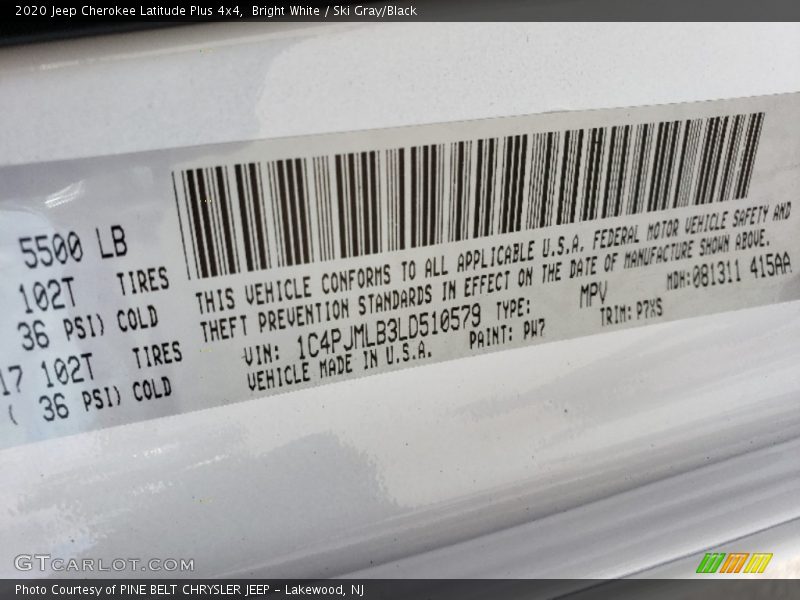 2020 Jeep Cherokee Latitude Plus 4x4,  Bright White / Ski Gray/Black
5500 LB
102T TIRES
36 PSI) COLD
17 102T TIRES
( 36 PSI) COLD
THIS VEHICLE CONFORMS TO ALL APPLICABLE U.S.A. FEDERAL MOTOR VEHICLE SAFETY AND
THEFT PREVENTION STANDARDS IN EFFECT ON THE DATE OF MANUFACTURE SHOWN ABOVE.
VIN: 1C4PJMLB3LD510579 TYPE: MPV MDH:081311 415AA
VEHICLE MADE IN U.S.A. PAINT: PW7 TRIM: P7XS
GTCARLOT.COM
Photo Courtesy of PINE BELT CHRYSLER JEEP - Lakewood, NJ